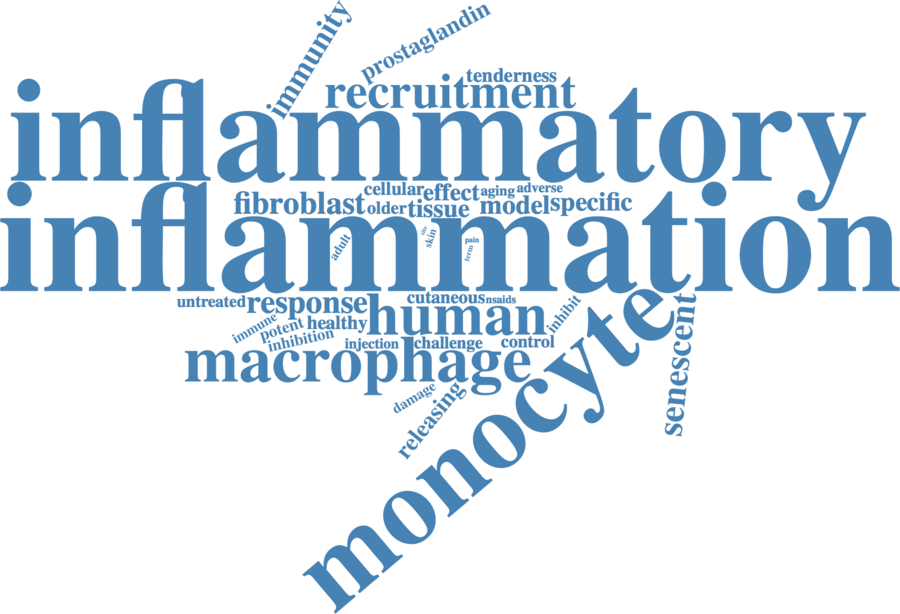 immunity
prostaglandin
tenderness
recruitment
inflammatory
cellular
effect
aging
adverse
fibroblast
older
tissue
model
specific
inflammation
adult
skin
pain
term
untreated
response
cutaneous
nsaids
human
inhibit
immune
potent
healthy
inhibition
injection
challenge
control
macrophage
monocyte
senescent
damage
releasing